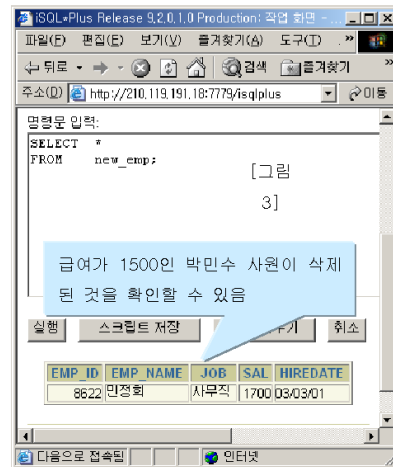 iSQL*Plus Release 9,2,0,1,0 Production: 작업 화면 - ...
파일(F) 편집(E) 보기(V) 즐겨찾기(A) 도구(T) »
뒤로 검색 즐겨찾기 »
주소(D) http://210,119,191,18:7779/isqlplus 이동
명령문 입력:
SELECT *
FROM new_emp;
[그림
3]
급여가 1500인 박민수 사원이 삭제
된 것을 확인할 수 있음
실행 스크립트 저장 취소
EMP_ID EMP_NAME JOB SAL HIREDATE
8622 민정희 사무직 1700 03/03/01
다음으로 접속됨 인터넷